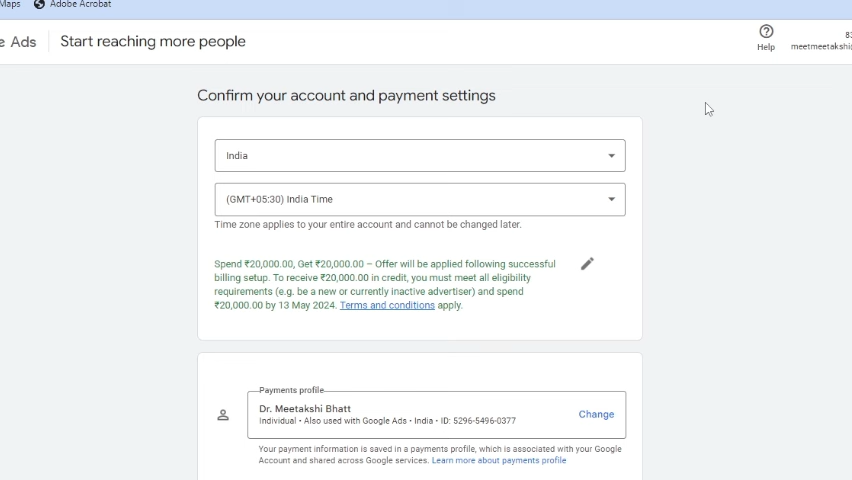 Maps Adobe Acrobat
e Ads Start reaching more people
Help
meetmeetakshi
Confirm your account and payment settings
India
(GMT+05:30) India Time
Time zone applies to your entire account and cannot be changed later.
Spend ₹20,000.00, Get ₹20,000.00 – Offer will be applied following successful
billing setup. To receive ₹20,000.00 in credit, you must meet all eligibility
requirements (e.g. be a new or currently inactive advertiser) and spend
₹20,000.00 by 13 May 2024. Terms and conditions apply.
Payments profile
Dr. Meetakshi Bhatt
Individual • Also used with Google Ads • India • ID: 5296-5496-0377
Change
Your payment information is saved in a payments profile, which is associated with your Google
Account and shared across Google services. Learn more about payments profile